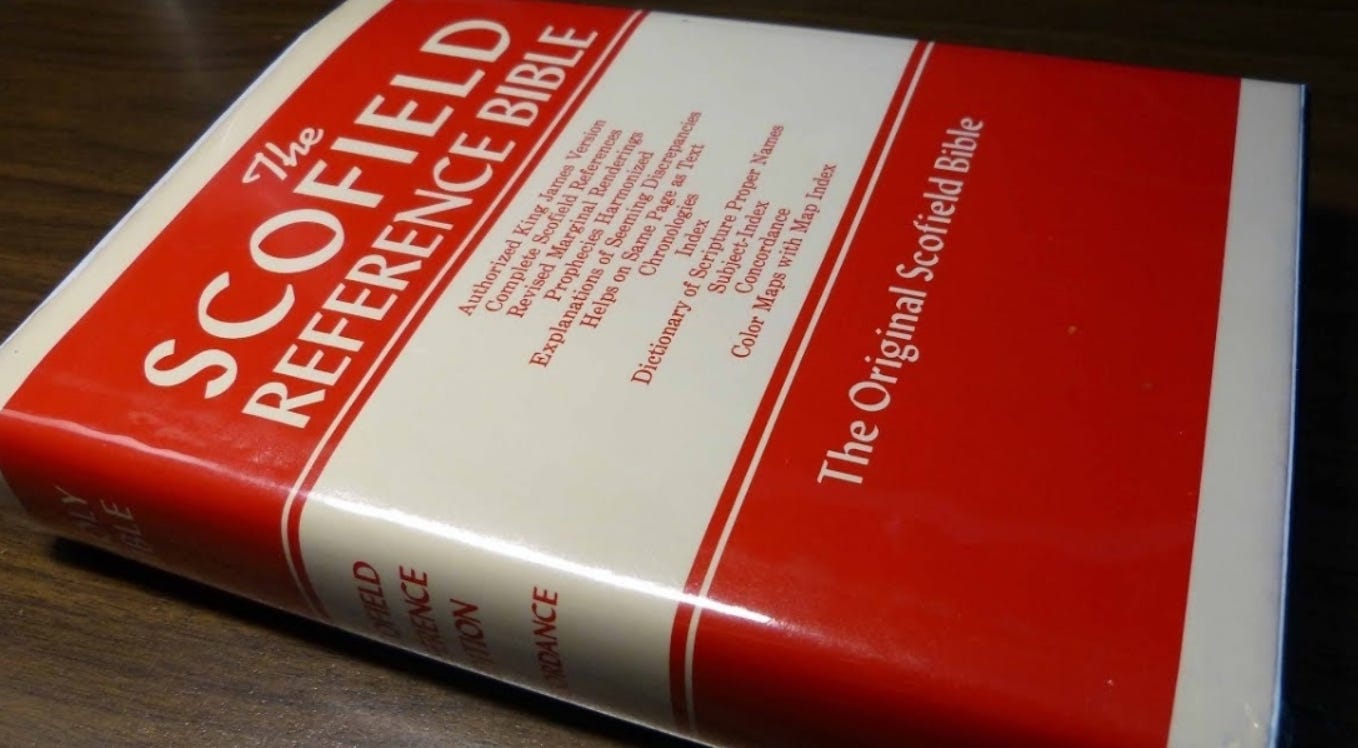 The
SCOFIELD
REFERENCE BIBLE
Authorized King James Version
Complete Scofield References
Revised Marginal Renderings
Prophecies Harmonized
Explanations of Seeming Discrepancies
Helps on Same Page as Text
Chronologies
Index
Dictionary of Scripture Proper Names
Subject-Index
Concordance
Color Maps with Map Index
The Original Scofield Bible